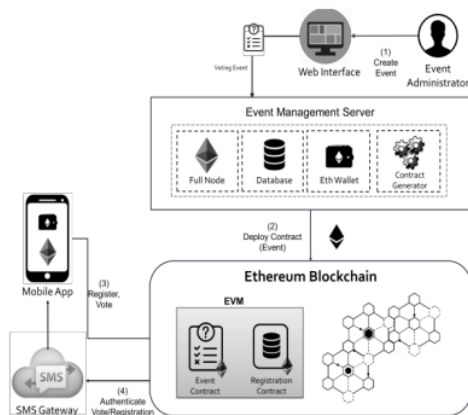 (1)
Create
Event
Voting Event
Web Interface
Event
Administrator
Event Management Server
Full Node
Database
Eth Wallet
Contract
Generator
(2)
Deploy Contract
(Event)
Mobile App
(3)
Register,
Vote
Ethereum Blockchain
EVM
Event
Contract
Registration
Contract
SMS
SMS Gateway
(4)
Authenticate
Vote/Registration